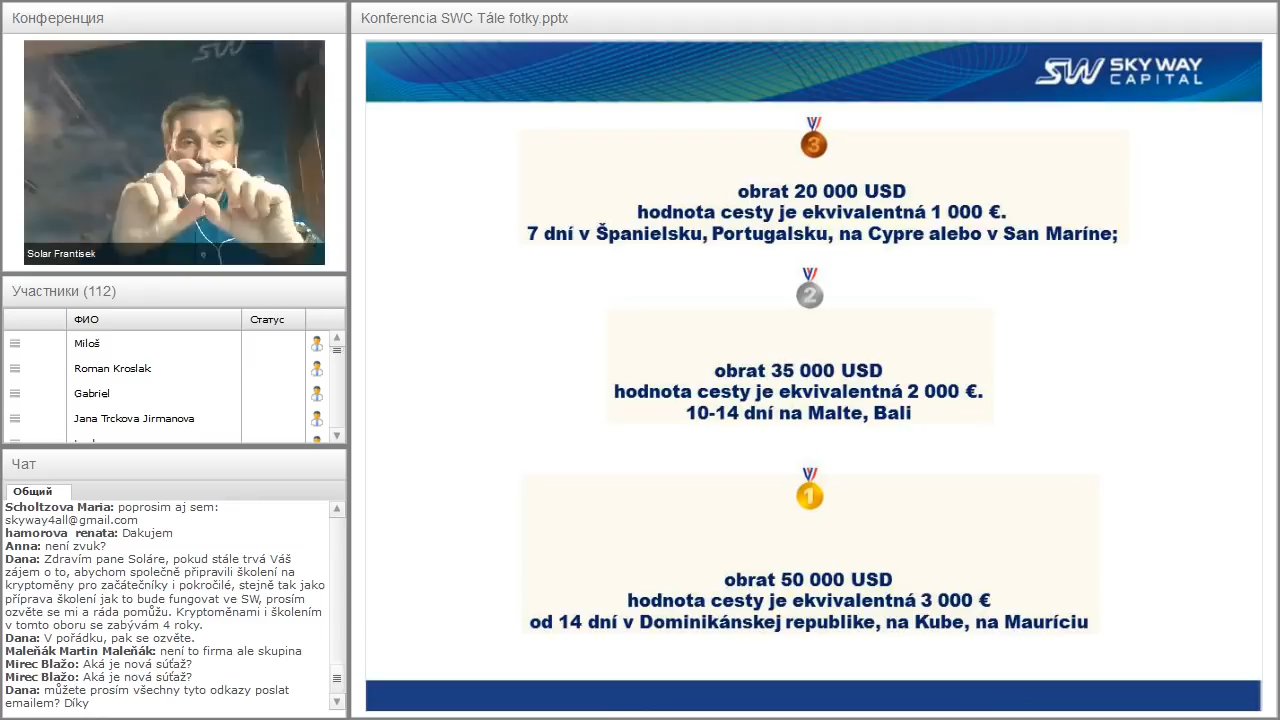 Конференция
SW
Solar Frantisek
Участники (11
ФИО
Статус
Miloš
Roman Krokak
Gabriel
Jana Trckova Jirmanova
Чат
Общий
Scholtzova
poprosim aj sem:
skyway4all@gmail.com
hamorova renata: Dakujem
Anna: není zvuk?
Dana: Zdravím pane Soláre, pokud stále trvá Váš
zájem o to, abychom společně připravili školení na
kryptoměny, pro začátečníky i pokročilé, stejně tak jako
připravit školení jak to bude fungovat ve SW, prosím
ozvěte se mi a ráda pomůžu. Kryptoměnami i školením
v tomto oboru se zabývám 4 roky.
Dana: V pořádku, pak se ozvěte.
Maleňák Martin Maleňák: není to firma ale skupina
Mirec Blažo: Aká je nová súťaž?
Mirec Blažo: Aká je nová súťaž?
Dana: můžete prosím všechny tyto odkazy poslat
emailem? Díky
Konferencia SWC Tále fotky.pptx
SW SKY WAY
CAPITAL
3
obrat 20 000 USD
hodnota cesty je ekvivalentná 1 000 €.
7 dní v Španielsku, Portugalsku, na Cypre alebo v San Maríne;
2
obrat 35 000 USD
hodnota cesty je ekvivalentná 2 000 €.
10-14 dní na Malte, Bali
1
obrat 50 000 USD
hodnota cesty je ekvivalentná 3 000 €
od 14 dní v Dominikánskej republike, na Kube, na Mauríciu